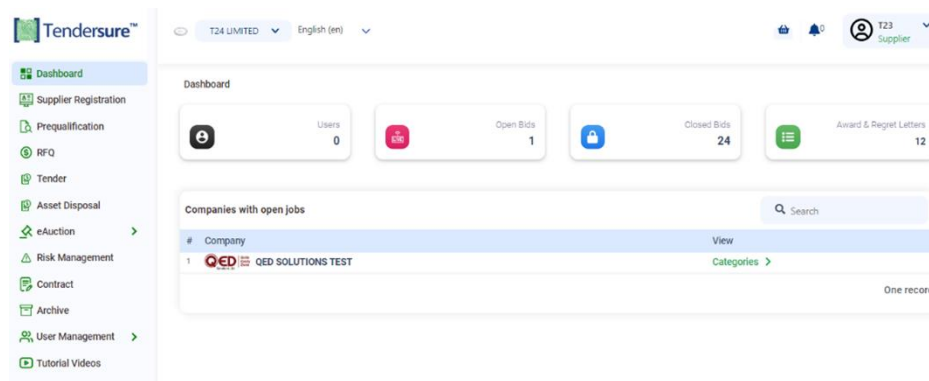 Tendersure™
T24 LIMITED
English (en)
0
T23
Supplier
Dashboard
Supplier Registration
Prequalification
RFQ
Tender
Asset Disposal
eAuction
Risk Management
Contract
Archive
User Management
Tutorial Videos
Dashboard
Users
0
Open Bids
1
Closed Bids
24
Award & Regret Letters
12
Companies with open jobs
Search
# Company View
1 QED QED SOLUTIONS TEST Categories
One recor